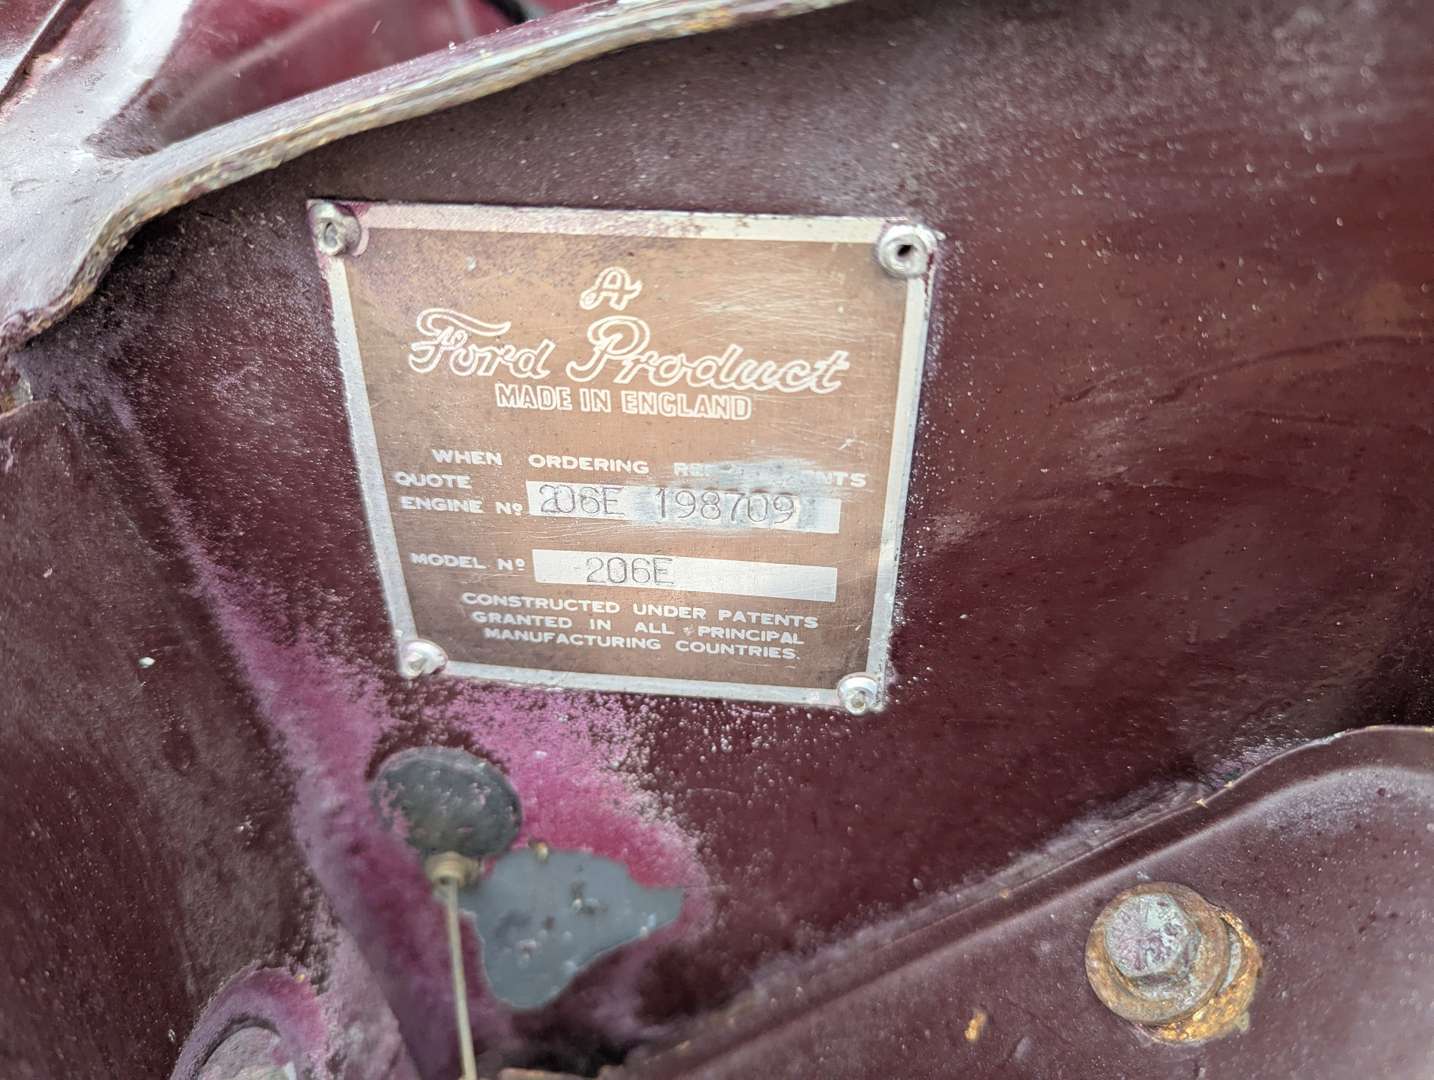 A
Ford Product
MADE IN ENGLAND
WHEN ORDERING
QUOTE
ENGINE Nº 206E 198709
MODEL Nº 206E
CONSTRUCTED UNDER PATENTS
GRANTED IN ALL PRINCIPAL
MANUFACTURING COUNTRIES.